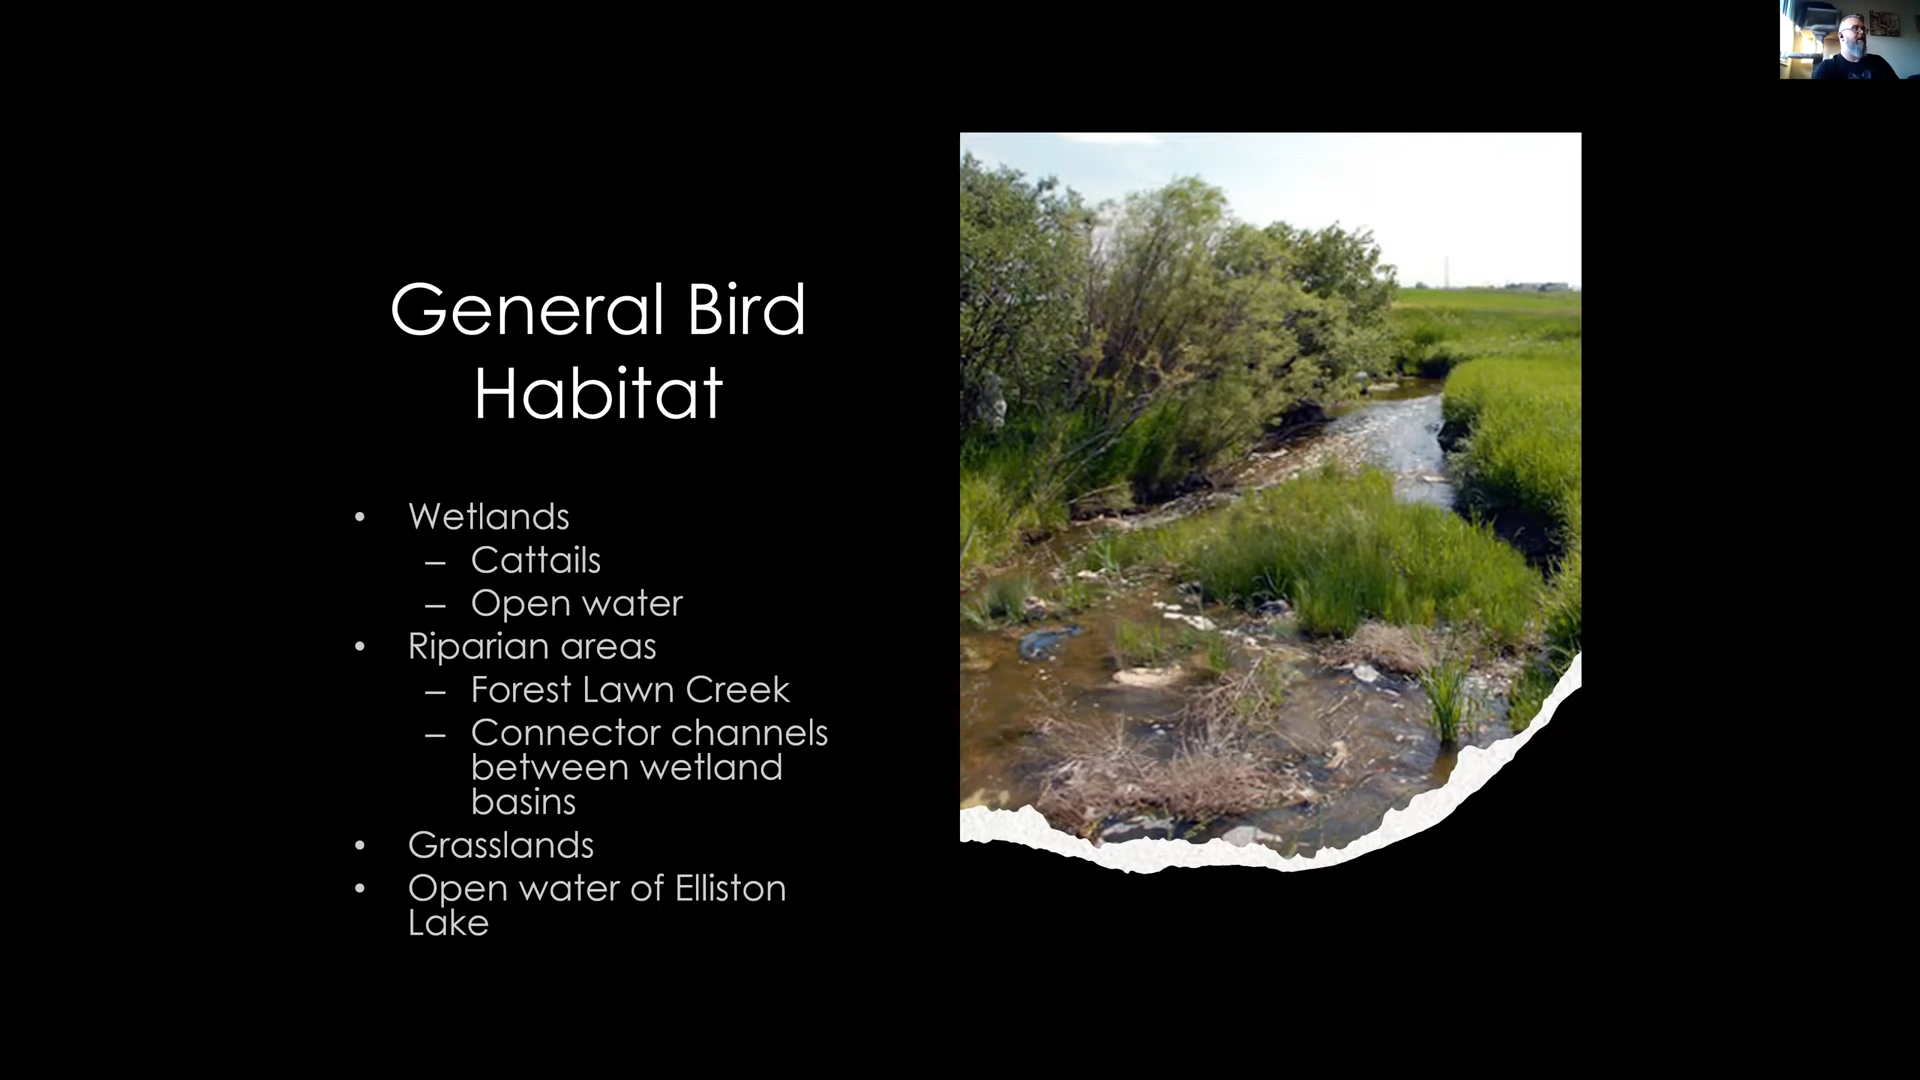 General Bird
Habitat
• Wetlands
– Cattails
– Open water
• Riparian areas
– Forest Lawn Creek
– Connector channels
between wetland
basins
• Grasslands
• Open water of Elliston
Lake